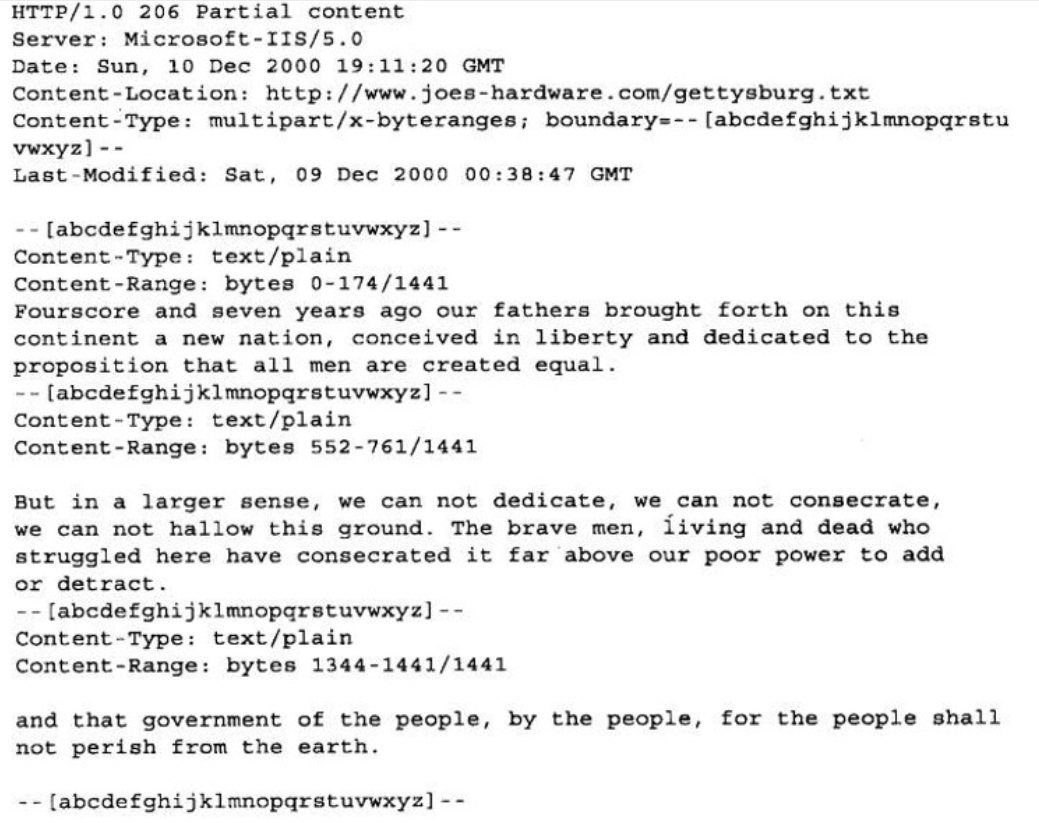 HTTP/1.0 206 Partial content
Server: Microsoft-IIS/5.0
Date: Sun, 10 Dec 2000 19:11:20 GMT
Content-Location: http://www.joes-hardware.com/gettysburg.txt
Content-Type: multipart/x-byteranges; boundary=--[abcdefghijklmnopqrstu
vwxyz]--
Last-Modified: Sat, 09 Dec 2000 00:38:47 GMT
--[abcdefghijklmnopqrstuvwxyz]--
Content-Type: text/plain
Content-Range: bytes 0-174/1441
Fourscore and seven years ago our fathers brought forth on this
continent a new nation, conceived in liberty and dedicated to the
proposition that all men are created equal.
--[abcdefghijklmnopqrstuvwxyz]--
Content-Type: text/plain
Content-Range: bytes 552-761/1441
But in a larger sense, we can not dedicate, we can not consecrate,
we can not hallow this ground. The brave men, living and dead who
struggled here have consecrated it far above our poor power to add
or detract.
--[abcdefghijklmnopqrstuvwxyz]--
Content-Type: text/plain
Content-Range: bytes 1344-1441/1441
and that government of the people, by the people, for the people shall
not perish from the earth.
--[abcdefghijklmnopqrstuvwxyz]--